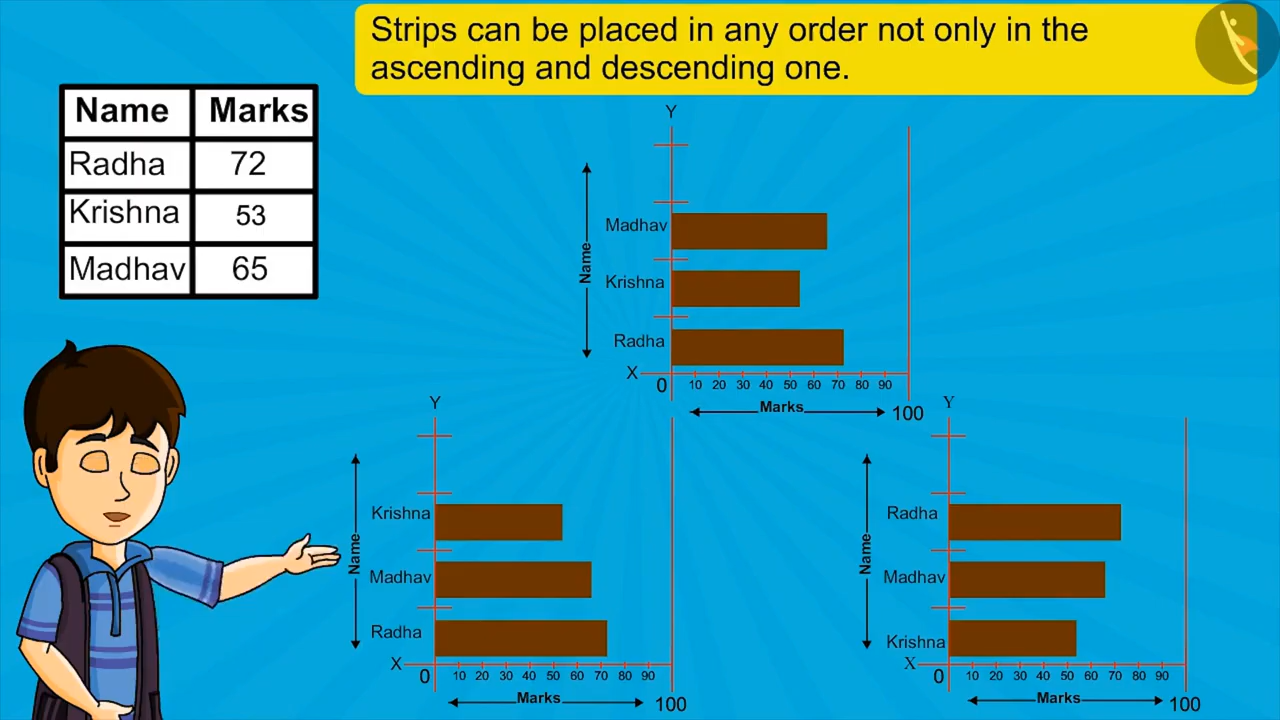 Strips can be placed in any order not only in the
ascending and descending one.
Name Marks
Radha 72
Krishna 53
Madhav 65
Y
Madhav
Krishna
Radha
Name
X
0 10 20 30 40 50 60 70 80 90
Marks 100
Y
Krishna
Madhav
Radha
Name
X
0 10 20 30 40 50 60 70 80 90
Marks 100
Y
Radha
Madhav
Krishna
Name
X
0 10 20 30 40 50 60 70 80 90
Marks 100